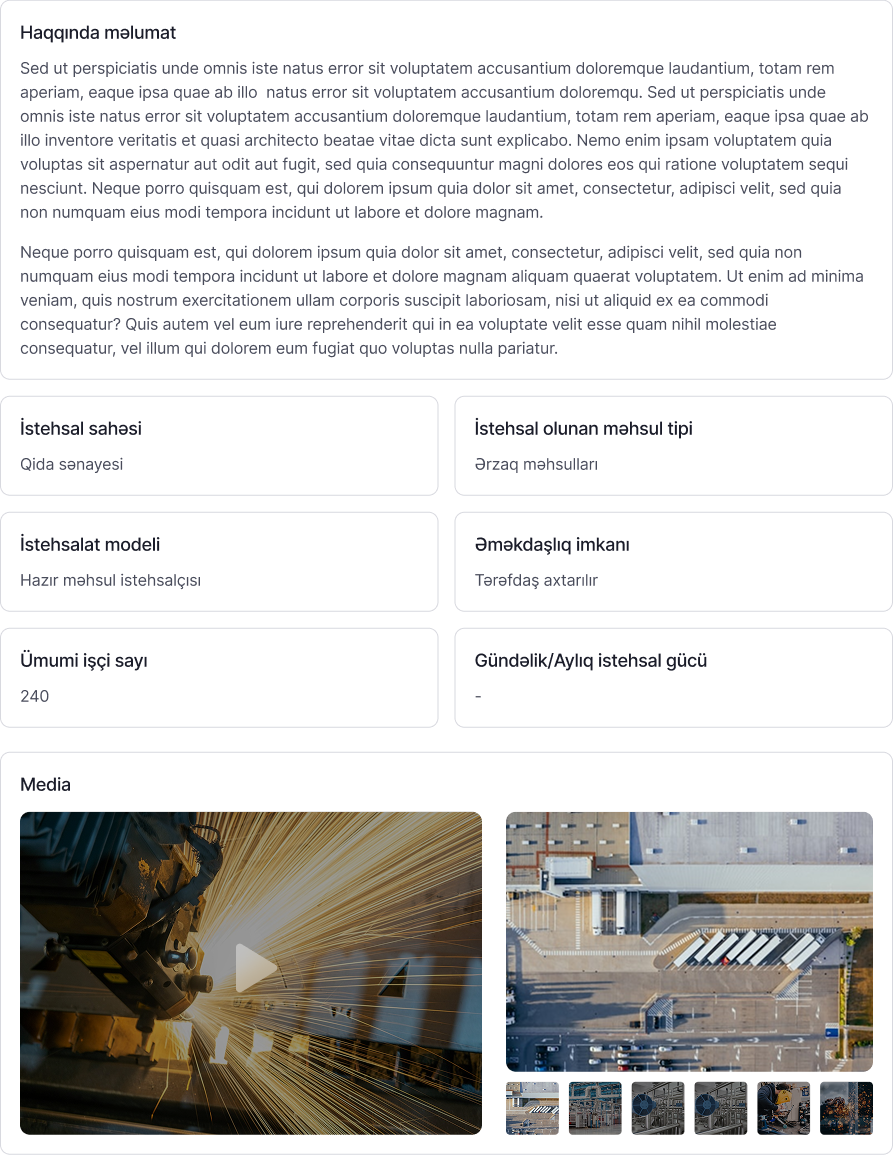 Haqqında məlumat
Sed ut perspiciatis unde omnis iste natus error sit voluptatem accusantium doloremque laudantium, totam rem
aperiam, eaque ipsa quae ab illo  natus error sit voluptatem accusantium doloremqu. Sed ut perspiciatis unde
omnis iste natus error sit voluptatem accusantium doloremque laudantium, totam rem aperiam, eaque ipsa quae ab
illo inventore veritatis et quasi architecto beatae vitae dicta sunt explicabo. Nemo enim ipsam voluptatem quia
voluptas sit aspernatur aut odit aut fugit, sed quia consequuntur magni dolores eos qui ratione voluptatem sequi
nesciunt. Neque porro quisquam est, qui dolorem ipsum quia dolor sit amet, consectetur, adipisci velit, sed quia
non numquam eius modi tempora incidunt ut labore et dolore magnam.
Neque porro quisquam est, qui dolorem ipsum quia dolor sit amet, consectetur, adipisci velit, sed quia non
numquam eius modi tempora incidunt ut labore et dolore magnam aliquam quaerat voluptatem. Ut enim ad minima
veniam, quis nostrum exercitationem ullam corporis suscipit laboriosam, nisi ut aliquid ex ea commodi
consequatur? Quis autem vel eum iure reprehenderit qui in ea voluptate velit esse quam nihil molestiae
consequatur, vel illum qui dolorem eum fugiat quo voluptas nulla pariatur.
İstehsal sahəsi
Qida sənayesi
İstehsal olunan məhsul tipi
Ərzaq məhsulları
İstehsalat modeli
Hazır məhsul istehsalçısı
Əməkdaşlıq imkanı
Tərəfdaş axtarılır
Ümumi işçi sayı
240
Gündəlik/Aylıq istehsal gücü
-
Media